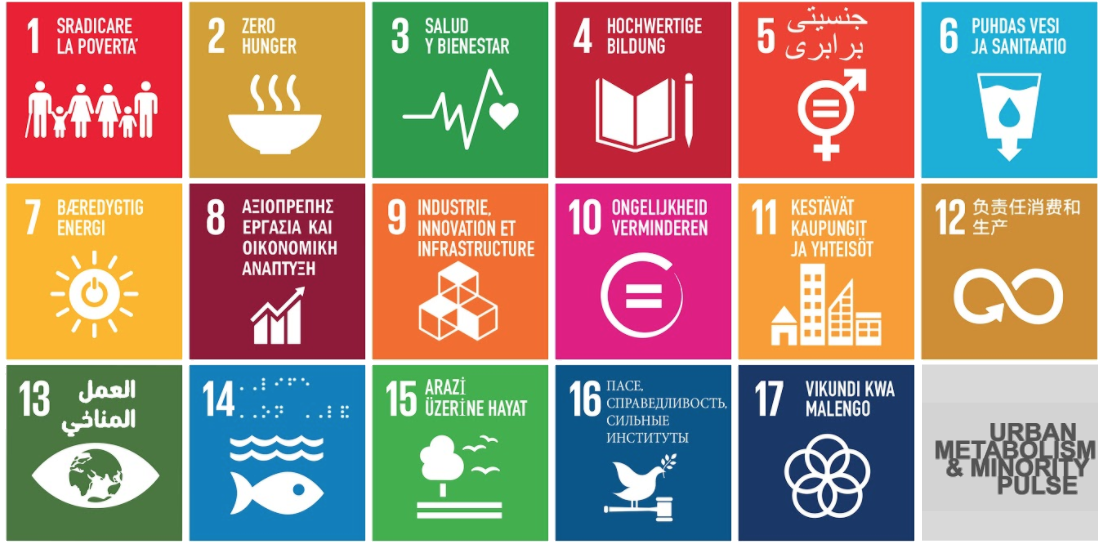 1 SRADICARE
LA POVERTA'
2 ZERO
HUNGER
3 SALUD
Y BIENESTAR
4 HOCHWERTIGE
BILDUNG
5 جنسیتی
برابری
6 PUHDAS VESI
JA SANITAATIO
7 BÆREDYGTIG
ENERGI
8 ΑΞΙΟΠΡΕΠΗΣ
ΕΡΓΑΣΙΑ ΚΑΙ
ΟΙΚΟΝΟΜΙΚΗ
ΑΝΑΠΤΥΞΗ
9 INDUSTRIE,
INNOVATION ET
INFRASTRUCTURE
10 ONGELIJKHEID
VERMINDEREN
11 KESTÄVÄT
KAUPUNGIT
JA YHTEISÖT
12 负责任消费和
生产
13 العمل
المناخي
14
15 ARAZİ
ÜZERİNE HAYAT
16 ПАСЕ,
СПРАВЕДЛИВОСТЬ,
СИЛЬНЫЕ
ИНСТИТУТЫ
17 VIKUNDI KWA
MALENGO
URBAN
METABOLISM
& MINORITY
PULSE